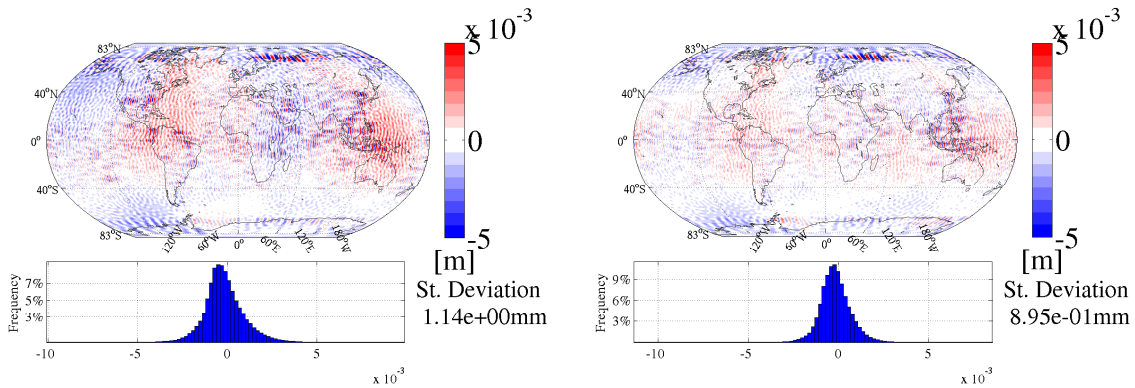 x 10-3
83°N
40°N
0°
40°S
83°S
120°W
60°W
0°
60°E
120°E
180°W
5
0
-5
[m]
Frequency
7%
5%
3%
-10
-5
0
5
x 10-3
St. Deviation
1.14e+00mm
x 10-3
83°N
40°N
0°
40°S
83°S
120°W
60°W
0°
60°E
120°E
180°W
5
0
-5
[m]
Frequency
9%
6%
3%
-10
-5
0
5
x 10-3
St. Deviation
8.95e-01mm